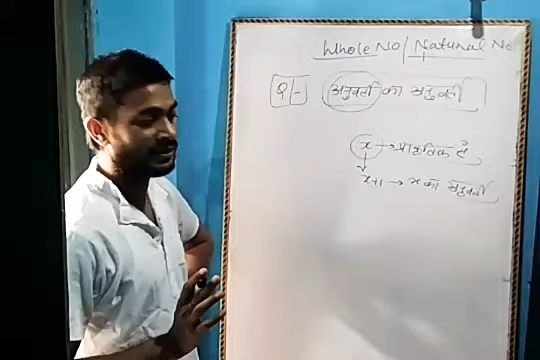 Whole No / Natural No
Q- अनुवर्ती का अनुवर्ती
x → प्राकृतिक है
x+1 → x का अनुवर्ती